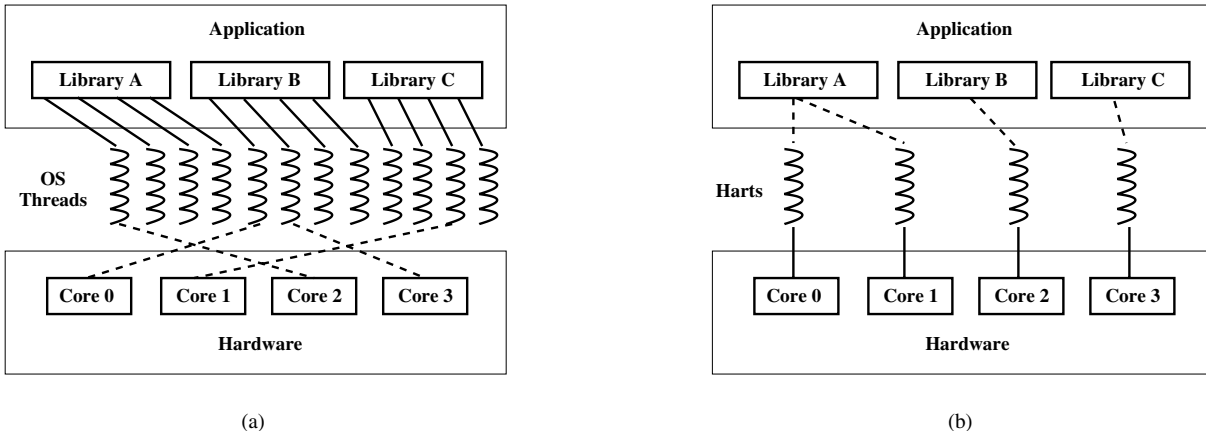 Application
Library A Library B Library C
OS
Threads
Core 0 Core 1 Core 2 Core 3
Hardware
(a)
Application
Library A Library B Library C
Harts
Core 0 Core 1 Core 2 Core 3
Hardware
(b)